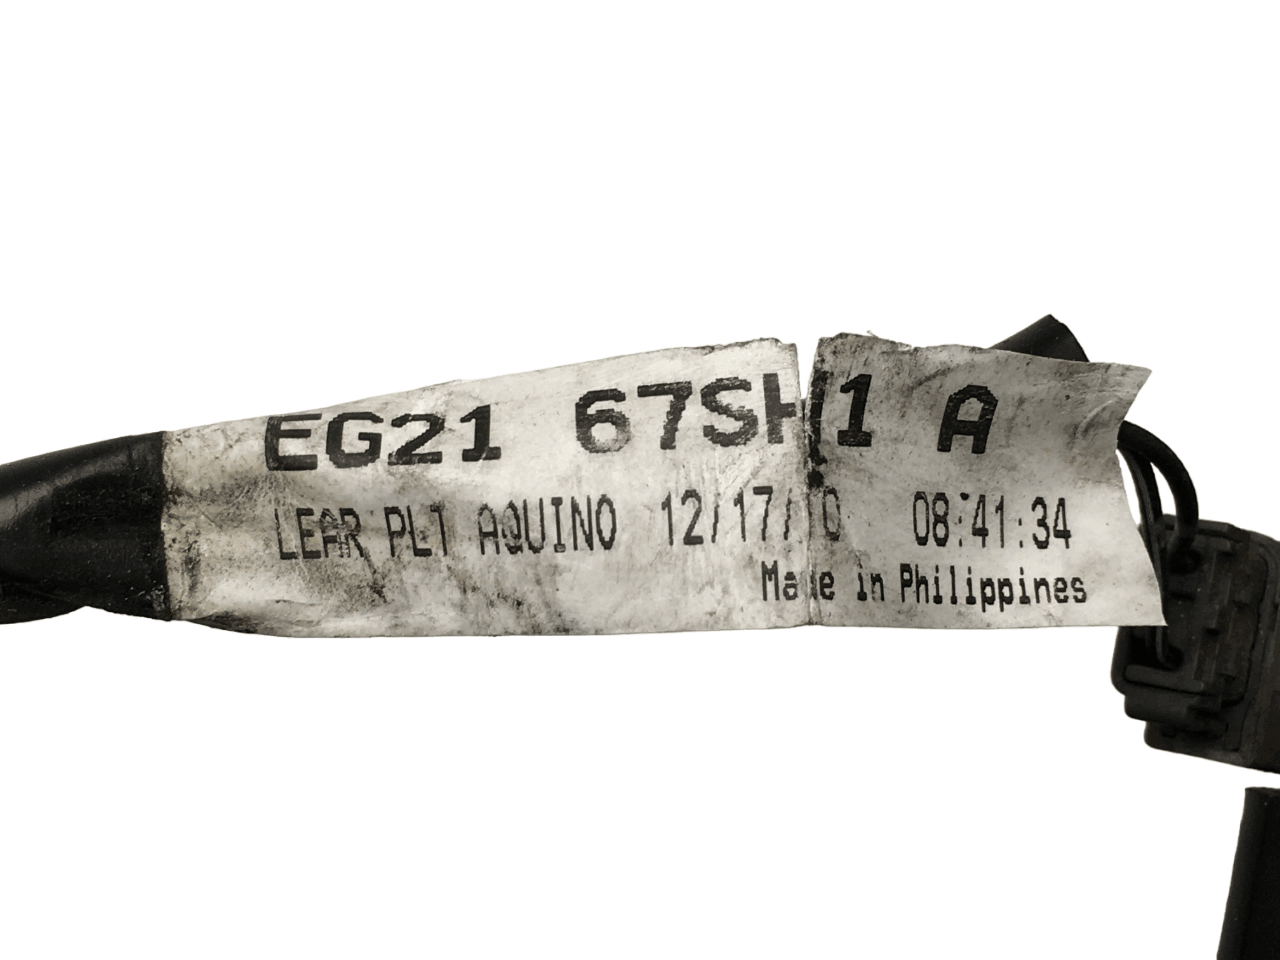 EG21 67SH1 A
LEAR PLT AQUINO 08:41:34
Made in Philippines